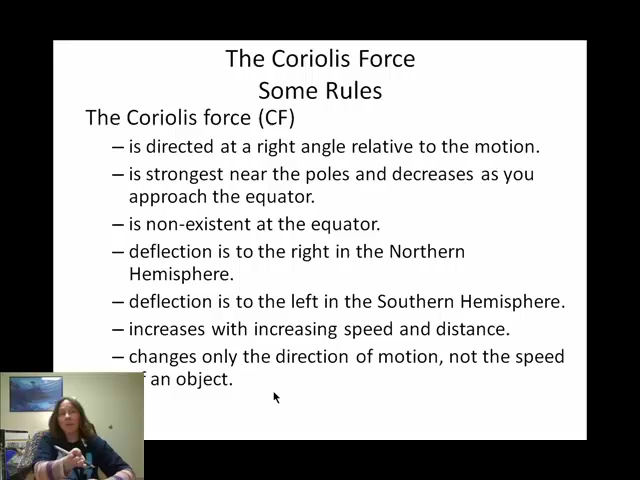 The Coriolis Force
Some Rules
The Coriolis force (CF)
– is directed at a right angle relative to the motion.
– is strongest near the poles and decreases as you
approach the equator.
– is non-existent at the equator.
– deflection is to the right in the Northern
Hemisphere.
– deflection is to the left in the Southern Hemisphere.
– increases with increasing speed and distance.
– changes only the direction of motion, not the speed
an object.